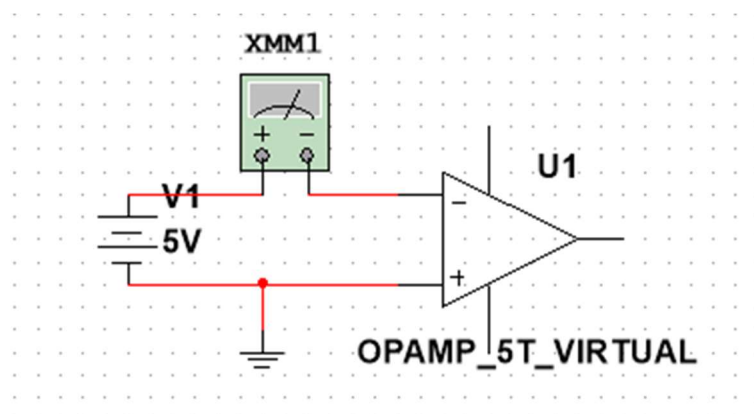 XMM1
+ −
V1
5V
U1
−
+
OPAMP_5T_VIRTUAL